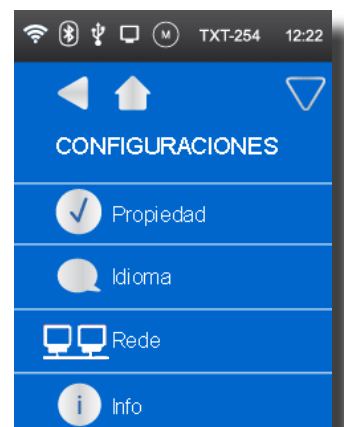 M TXT-254 12:22
CONFIGURACIONES
Propiedad
Idioma
Rede
i Info